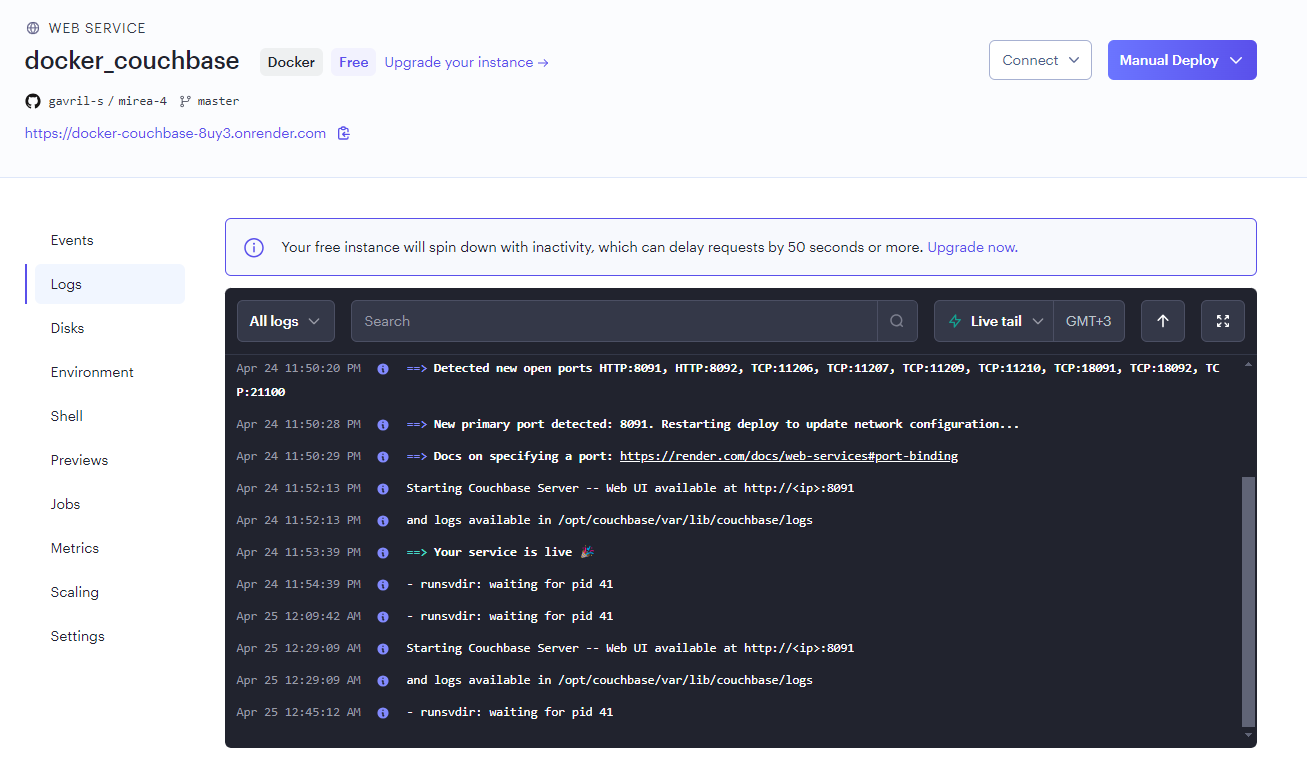 WEB SERVICE
docker_couchbase Docker Free Upgrade your instance →
Connect Manual Deploy
gavril-s / mirea-4 master
https://docker-couchbase-8uy3.onrender.com
Events
Logs
Disks
Environment
Shell
Previews
Jobs
Metrics
Scaling
Settings
Your free instance will spin down with inactivity, which can delay requests by 50 seconds or more. Upgrade now.
All logs Search Live tail GMT+3
Apr 24 11:50:20 PM ==> Detected new open ports HTTP:8091, HTTP:8092, TCP:11206, TCP:11207, TCP:11209, TCP:11210, TCP:18091, TCP:18092, TC
P:21100
Apr 24 11:50:28 PM ==> New primary port detected: 8091. Restarting deploy to update network configuration...
Apr 24 11:50:29 PM ==> Docs on specifying a port: https://render.com/docs/web-services#port-binding
Apr 24 11:52:13 PM Starting Couchbase Server -- Web UI available at http://<ip>:8091
Apr 24 11:52:13 PM and logs available in /opt/couchbase/var/lib/couchbase/logs
Apr 24 11:53:39 PM ==> Your service is live 🎉
Apr 24 11:54:39 PM - runsvdir: waiting for pid 41
Apr 25 12:09:42 AM - runsvdir: waiting for pid 41
Apr 25 12:29:09 AM Starting Couchbase Server -- Web UI available at http://<ip>:8091
Apr 25 12:29:09 AM and logs available in /opt/couchbase/var/lib/couchbase/logs
Apr 25 12:45:12 AM - runsvdir: waiting for pid 41